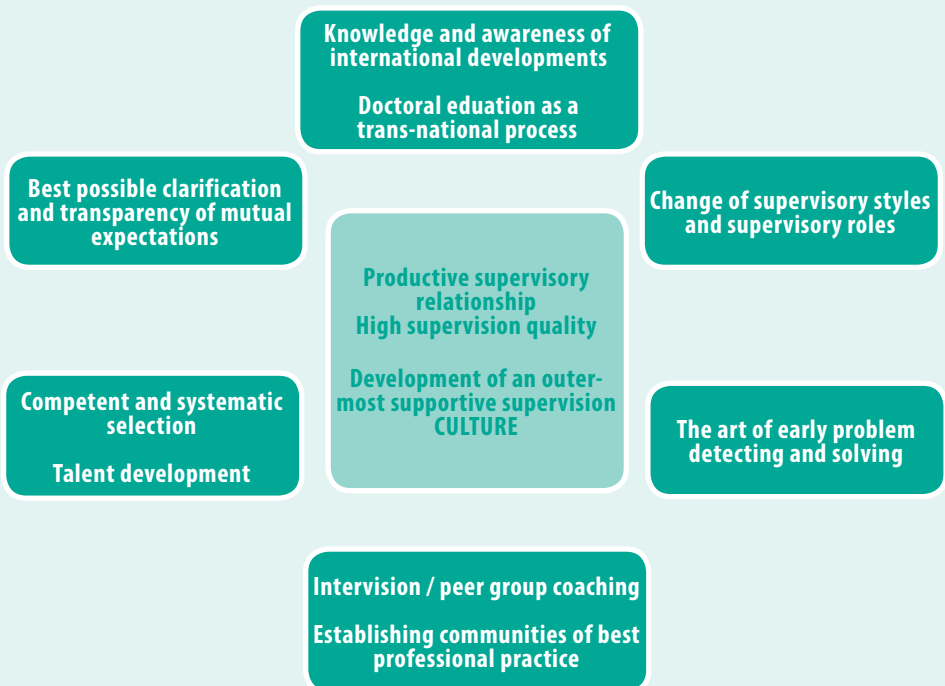 Knowledge and awareness of
international developments
Doctoral eduation as a
trans-national process
Best possible clarification
and transparency of mutual
expectations
Change of supervisory styles
and supervisory roles
Productive supervisory
relationship
High supervision quality
Development of an outer-
most supportive supervision
CULTURE
Competent and systematic
selection
Talent development
The art of early problem
detecting and solving
Intervision / peer group coaching
Establishing communities of best
professional practice